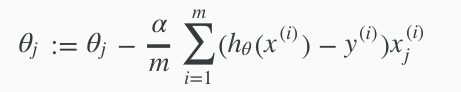 θj := θj − α/m ∑_{i=1}^{m} (hθ(x^(i)) − y^(i))xj^(i)